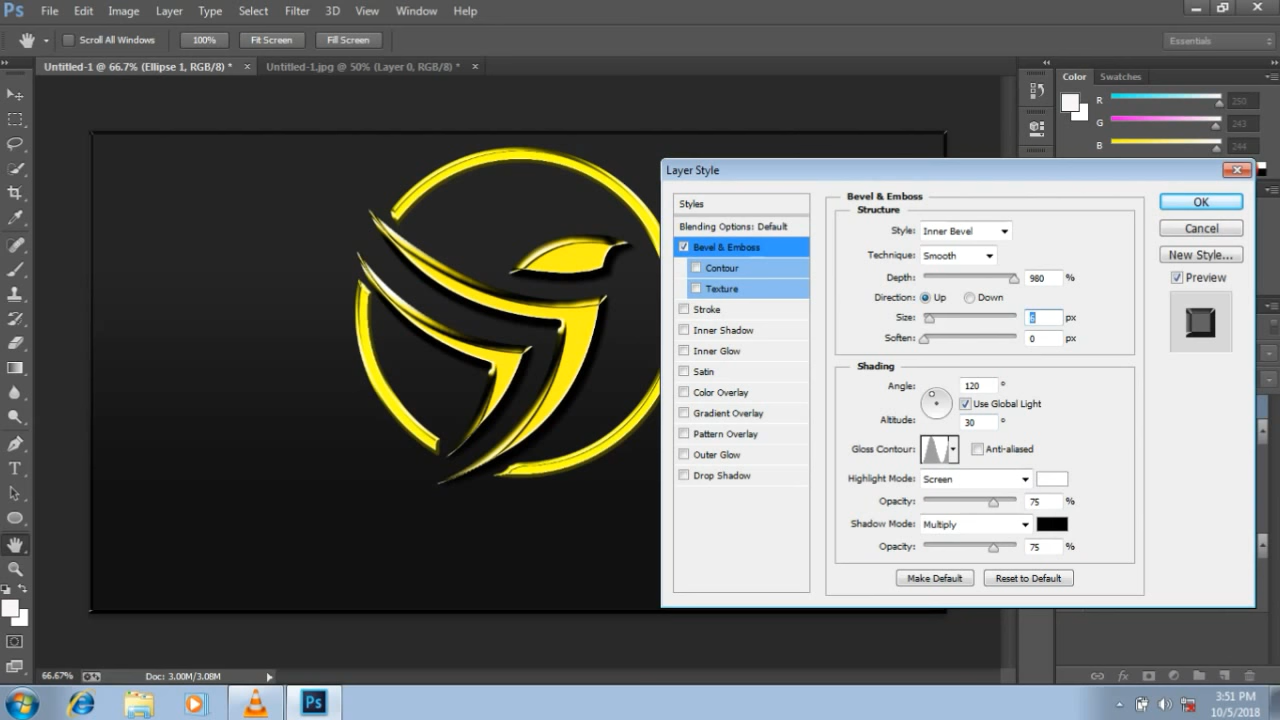 Ps File Edit Image Layer Type Select Filter 3D View Window Help
Scroll All Windows 100% Fit Screen Fill Screen Essentials
Untitled-1 @ 66.7% (Ellipse 1, RGB/8) * × Untitled-1.jpg @ 50% (Layer 0, RGB/8) * ×
Color Swatches
R 250
G 243
B 244
Layer Style
Styles
Blending Options: Default
Bevel & Emboss
Contour
Texture
Stroke
Inner Shadow
Inner Glow
Satin
Color Overlay
Gradient Overlay
Pattern Overlay
Outer Glow
Drop Shadow
Bevel & Emboss
Structure
Style: Inner Bevel
Technique: Smooth
Depth: 980 %
Direction: Up Down
Size: px
Soften: 0 px
Shading
Angle: 120 °
Use Global Light
Altitude: 30 °
Gloss Contour: Anti-aliased
Highlight Mode: Screen
Opacity: 75 %
Shadow Mode: Multiply
Opacity: 75 %
Make Default Reset to Default
OK
Cancel
New Style...
Preview
66.67% Doc: 3.00M/3.08M
Ps
3:51 PM
10/5/2018